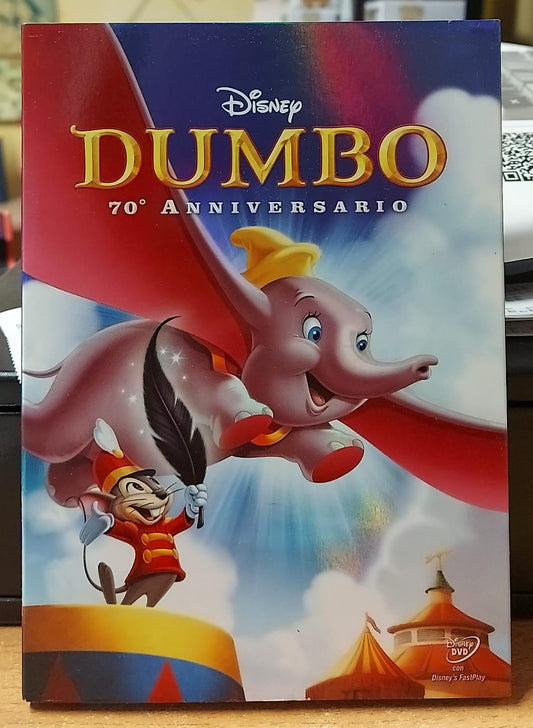 Disney
DUMBO
70° ANNIVERSARIO
Disney
DVD
con
Disney's FastPlay